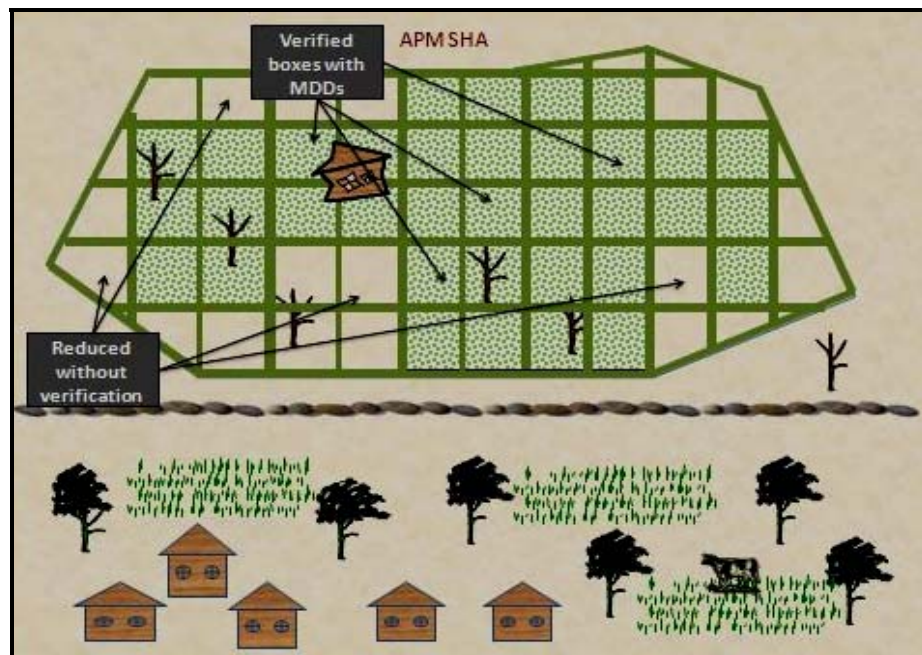 Verified
boxes with
MDDs
APM SHA
Reduced
without
verification